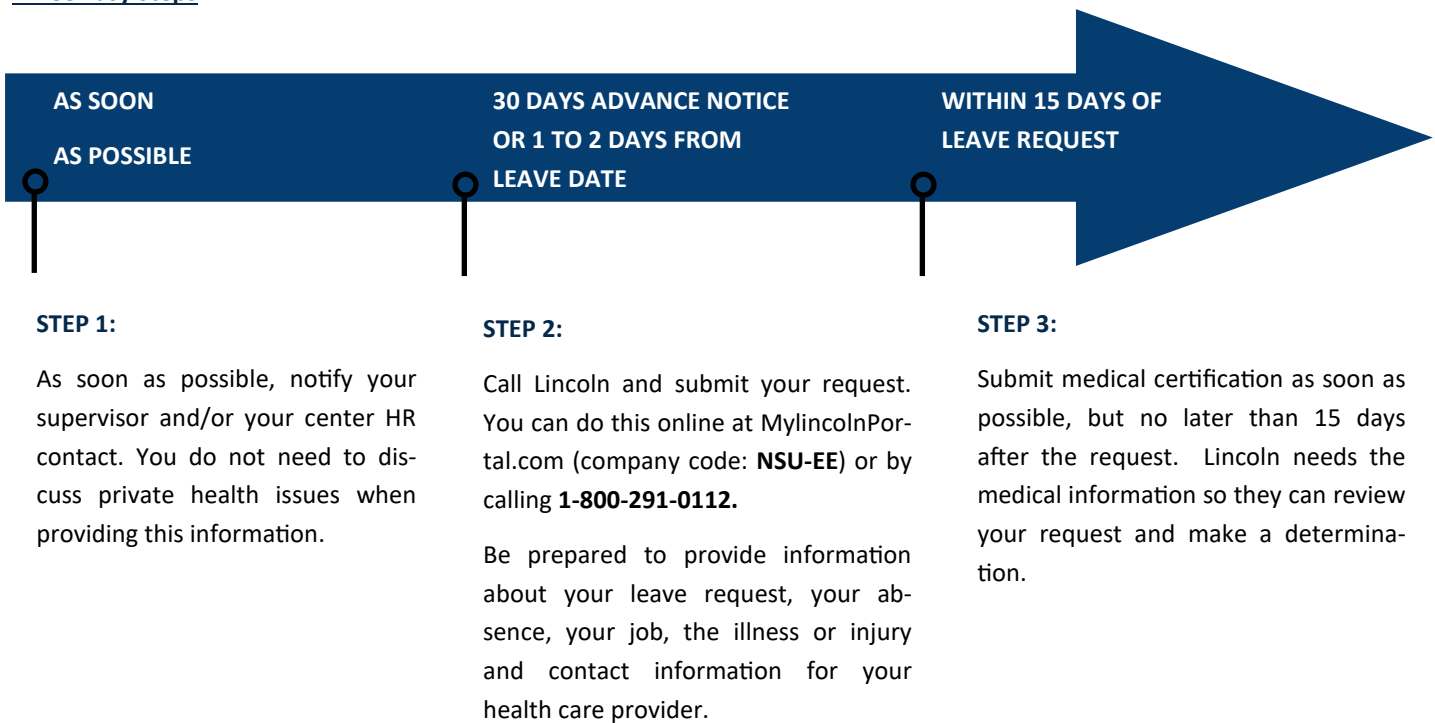 AS SOON
AS POSSIBLE
30 DAYS ADVANCE NOTICE
OR 1 TO 2 DAYS FROM
LEAVE DATE
WITHIN 15 DAYS OF
LEAVE REQUEST
STEP 1:
As soon as possible, notify your
supervisor and/or your center HR
contact. You do not need to dis-
cuss private health issues when
providing this information.
STEP 2:
Call Lincoln and submit your request.
You can do this online at MylincolnPor-
tal.com (company code: NSU-EE) or by
calling 1-800-291-0112.
Be prepared to provide information
about your leave request, your ab-
sence, your job, the illness or injury
and contact information for your
health care provider.
STEP 3:
Submit medical certification as soon as
possible, but no later than 15 days
after the request. Lincoln needs the
medical information so they can review
your request and make a determina-
tion.